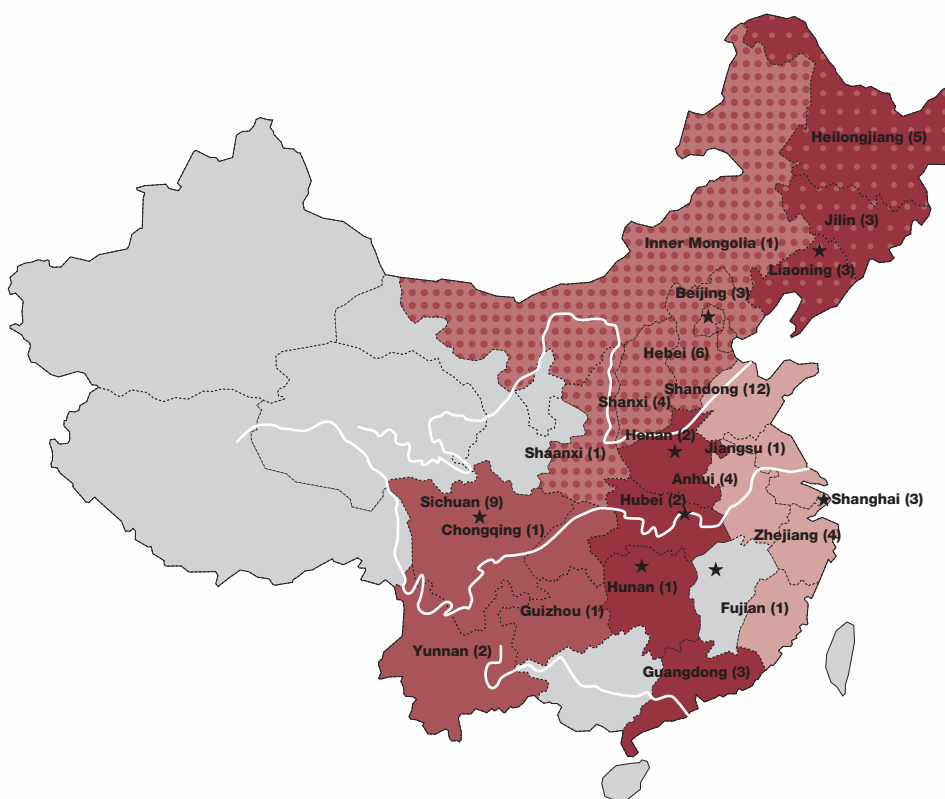 Heilongjiang (5)
Jilin (3)
Inner Mongolia (1)
Liaoning (3)
Beijing (3)
Hebei (6)
Shandong (12)
Shanxi (4)
Henan (2)
Jiangsu (1)
Shaanxi (1)
Anhui (4)
Sichuan (9)
Hubei (2)
Shanghai (3)
Chongqing (1)
Zhejiang (4)
Hunan (1)
Guizhou (1)
Fujian (1)
Yunnan (2)
Guangdong (3)